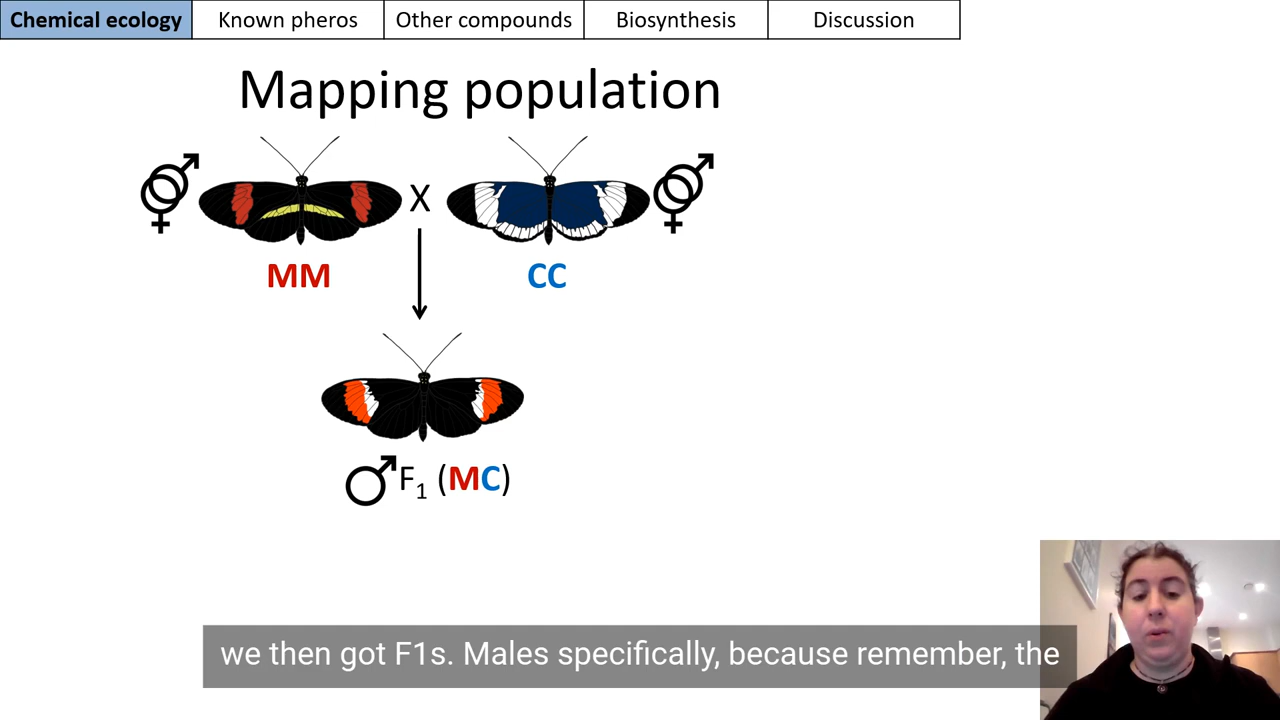 Chemical ecology Known pheros Other compounds Biosynthesis Discussion
Mapping population
X
MM CC
F1 (MC)
we then got F1s. Males specifically, because remember, the